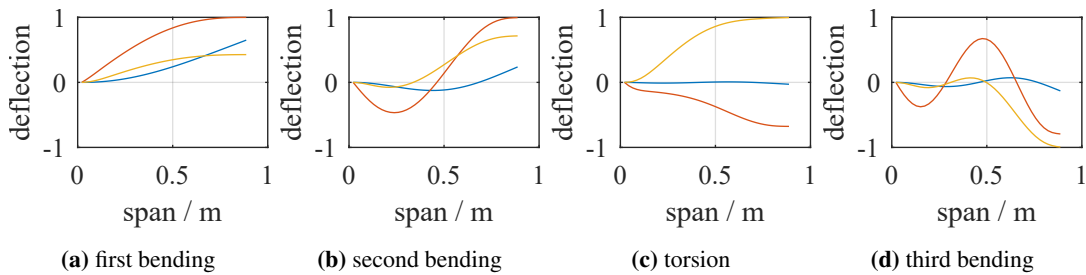 deflection
1
0
-1
0
0.5
1
span / m
(a) first bending
deflection
1
0
-1
0
0.5
1
span / m
(b) second bending
deflection
1
0
-1
0
0.5
1
span / m
(c) torsion
deflection
1
0
-1
0
0.5
1
span / m
(d) third bending